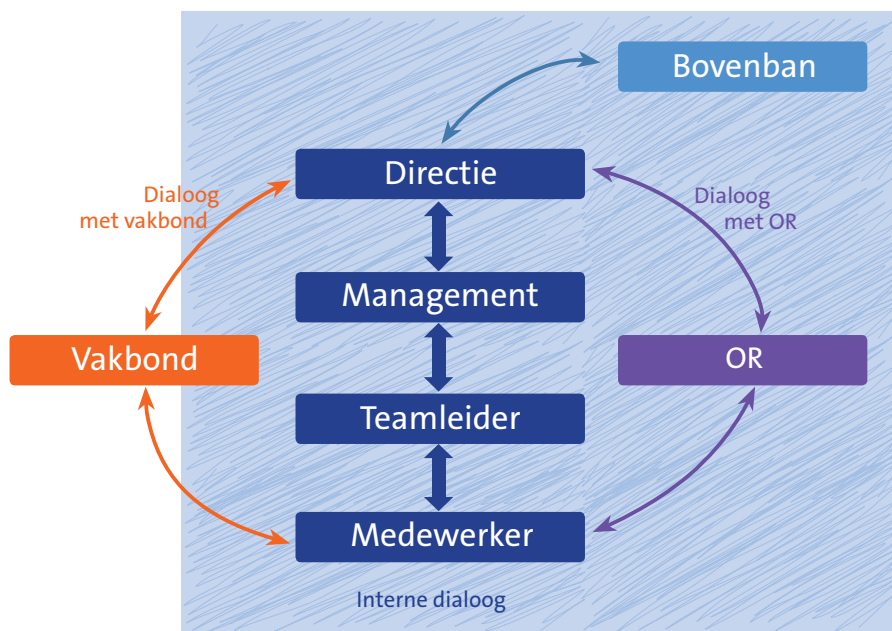 Bovenban
Directie
Dialoog
met vakbond
Dialoog
met OR
Management
Vakbond
OR
Teamleider
Medewerker
Interne dialoog